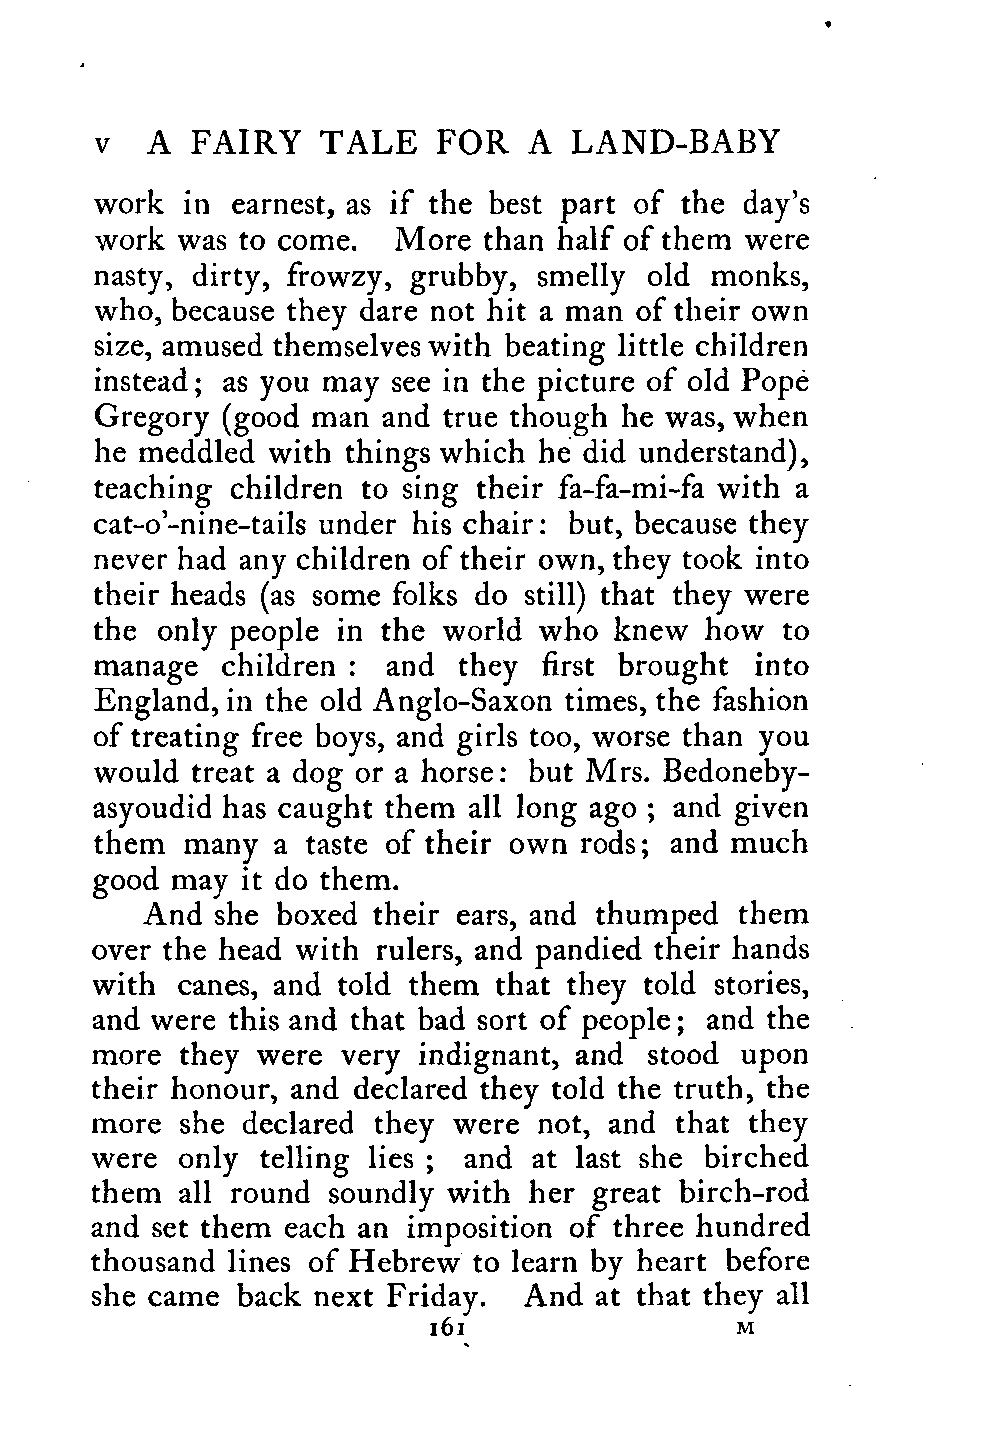 v A FAIRY TALE FOR A LAND-BABY
work in earnest, as if the best part of the day's
work was to come. More than half of them were
nasty, dirty, frowzy, grubby, smelly old monks,
who, because they dare not hit a man of their own
size, amused themselves with beating little children
instead; as you may see in the picture of old Pope
Gregory (good man and true though he was, when
he meddled with things which he did understand),
teaching children to sing their fa-fa-mi-fa with a
cat-o'-nine-tails under his chair: but, because they
never had any children of their own, they took into
their heads (as some folks do still) that they were
the only people in the world who knew how to
manage children : and they first brought into
England, in the old Anglo-Saxon times, the fashion
of treating free boys, and girls too, worse than you
would treat a dog or a horse: but Mrs. Bedoneby-
asyoudid has caught them all long ago ; and given
them many a taste of their own rods; and much
good may it do them.
And she boxed their ears, and thumped them
over the head with rulers, and pandied their hands
with canes, and told them that they told stories,
and were this and that bad sort of people; and the
more they were very indignant, and stood upon
their honour, and declared they told the truth, the
more she declared they were not, and that they
were only telling lies ; and at last she birched
them all round soundly with her great birch-rod
and set them each an imposition of three hundred
thousand lines of Hebrew to learn by heart before
she came back next Friday. And at that they all
161 M